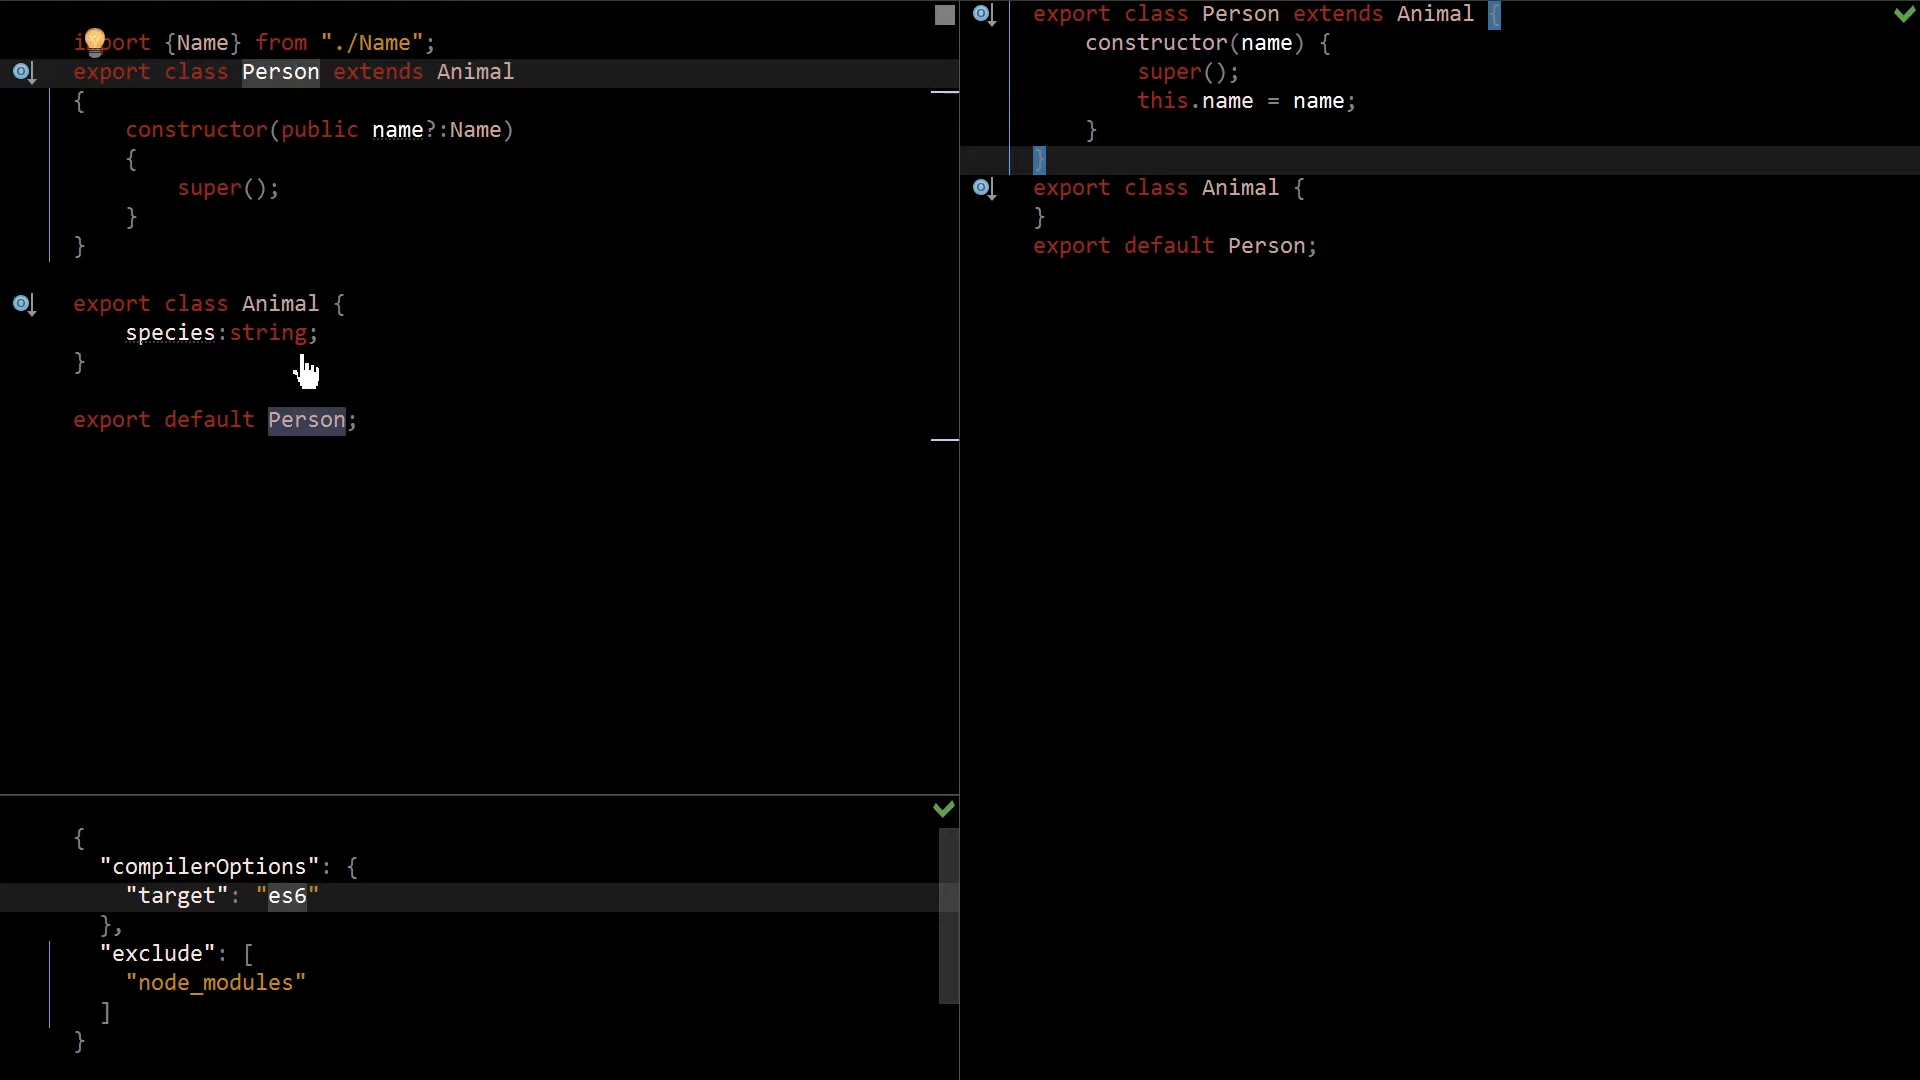 import {Name} from "./Name";
export class Person extends Animal
{
    constructor(public name?:Name)
    {
        super();
    }
}
export class Animal {
    species:string;
}
export default Person;
{
  "compilerOptions": {
    "target": "es6"
  },
  "exclude": [
    "node_modules"
  ]
}
export class Person extends Animal {
    constructor(name) {
        super();
        this.name = name;
    }
}
export class Animal {
}
export default Person;